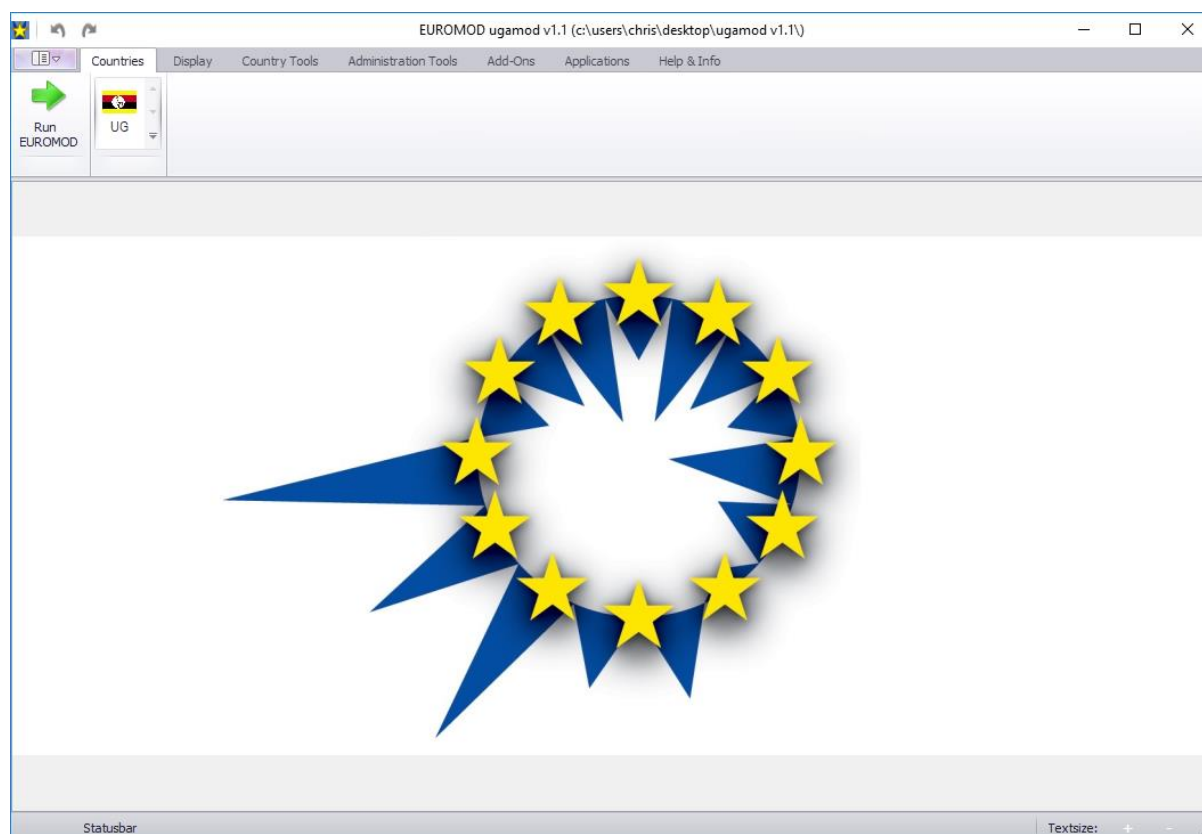 EUROMOD ugamod v1.1 (c:\users\chris\desktop\ugamod v1.1\)
Countries Display Country Tools Administration Tools Add-Ons Applications Help & Info
Run
EUROMOD
UG
Statusbar Textsize: + -